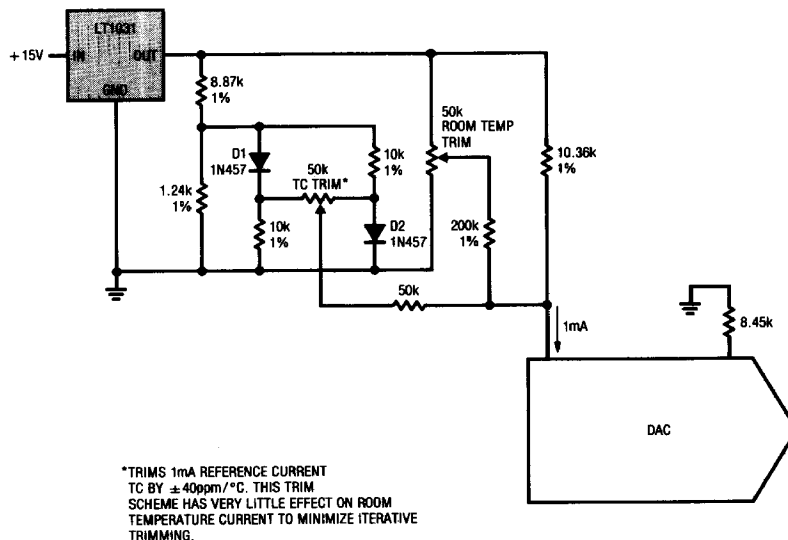 LT1031
+ 15V
IN
OUT
GND
8.87k
1%
50k
ROOM TEMP
TRIM
D1
1N457
50k
TC TRIM*
10k
1%
10.36k
1%
1.24k
1%
10k
1%
D2
1N457
200k
1%
50k
1mA
8.45k
DAC
*TRIMS 1mA REFERENCE CURRENT
TC BY ±40ppm/°C. THIS TRIM
SCHEME HAS VERY LITTLE EFFECT ON ROOM
TEMPERATURE CURRENT TO MINIMIZE ITERATIVE
TRIMMING.